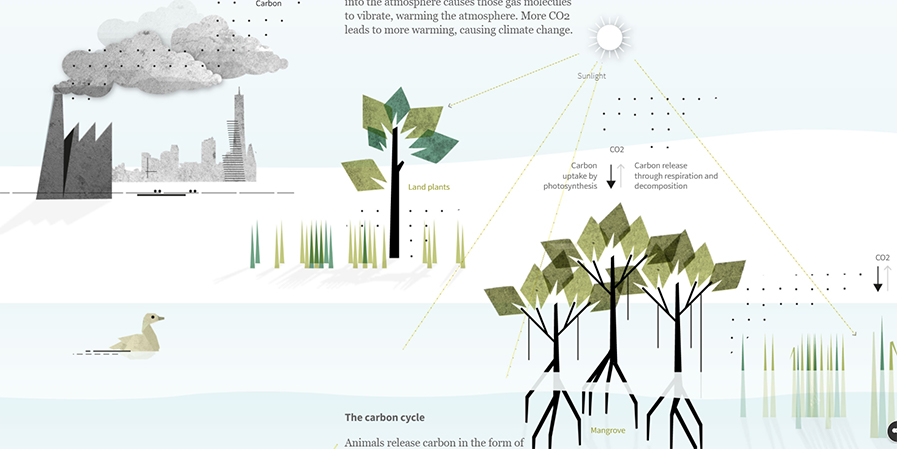 Carbon
into the atmosphere causes those gas molecules
to vibrate, warming the atmosphere. More CO2
leads to more warming, causing climate change.
Sunlight
CO2
Carbon
uptake by
photosynthesis
Carbon release
through respiration and
decomposition
Land plants
CO2
The carbon cycle
Mangrove
Animals release carbon in the form of